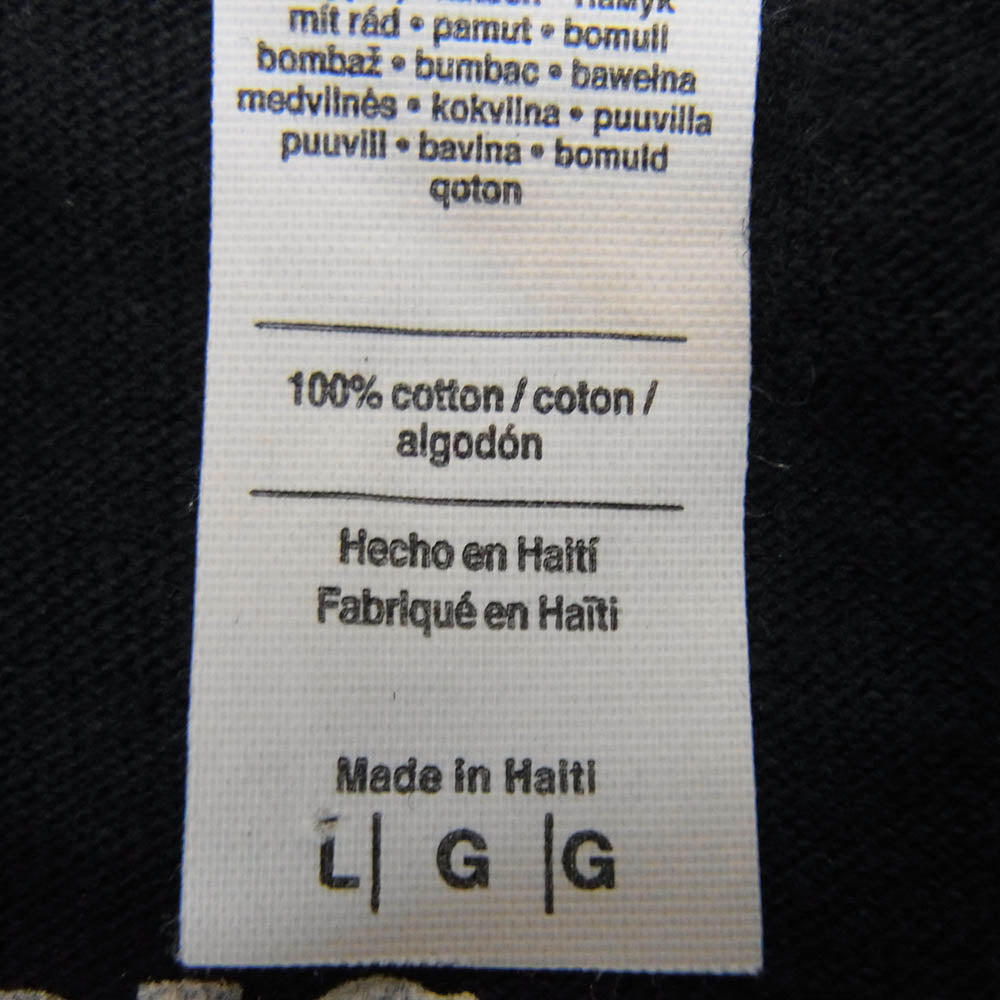 mít rád • pamut • bomull
bombaž • bumbac • bawełna
medvilnės • kokvilna • puuvilla
puuvill • bavlna • bomuld
qoton
100% cotton / coton /
algodón
Hecho en Haití
Fabriqué en Haïti
Made in Haiti
L | G | G